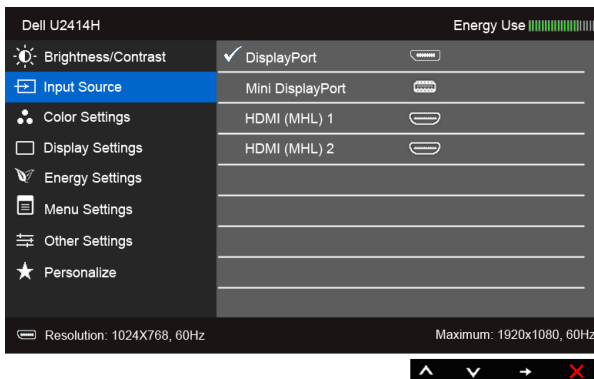 Dell U2414H Energy Use
Brightness/Contrast DisplayPort
Input Source Mini DisplayPort
Color Settings HDMI (MHL) 1
Display Settings HDMI (MHL) 2
Energy Settings
Menu Settings
Other Settings
Personalize
Resolution: 1024X768, 60Hz Maximum: 1920x1080, 60Hz